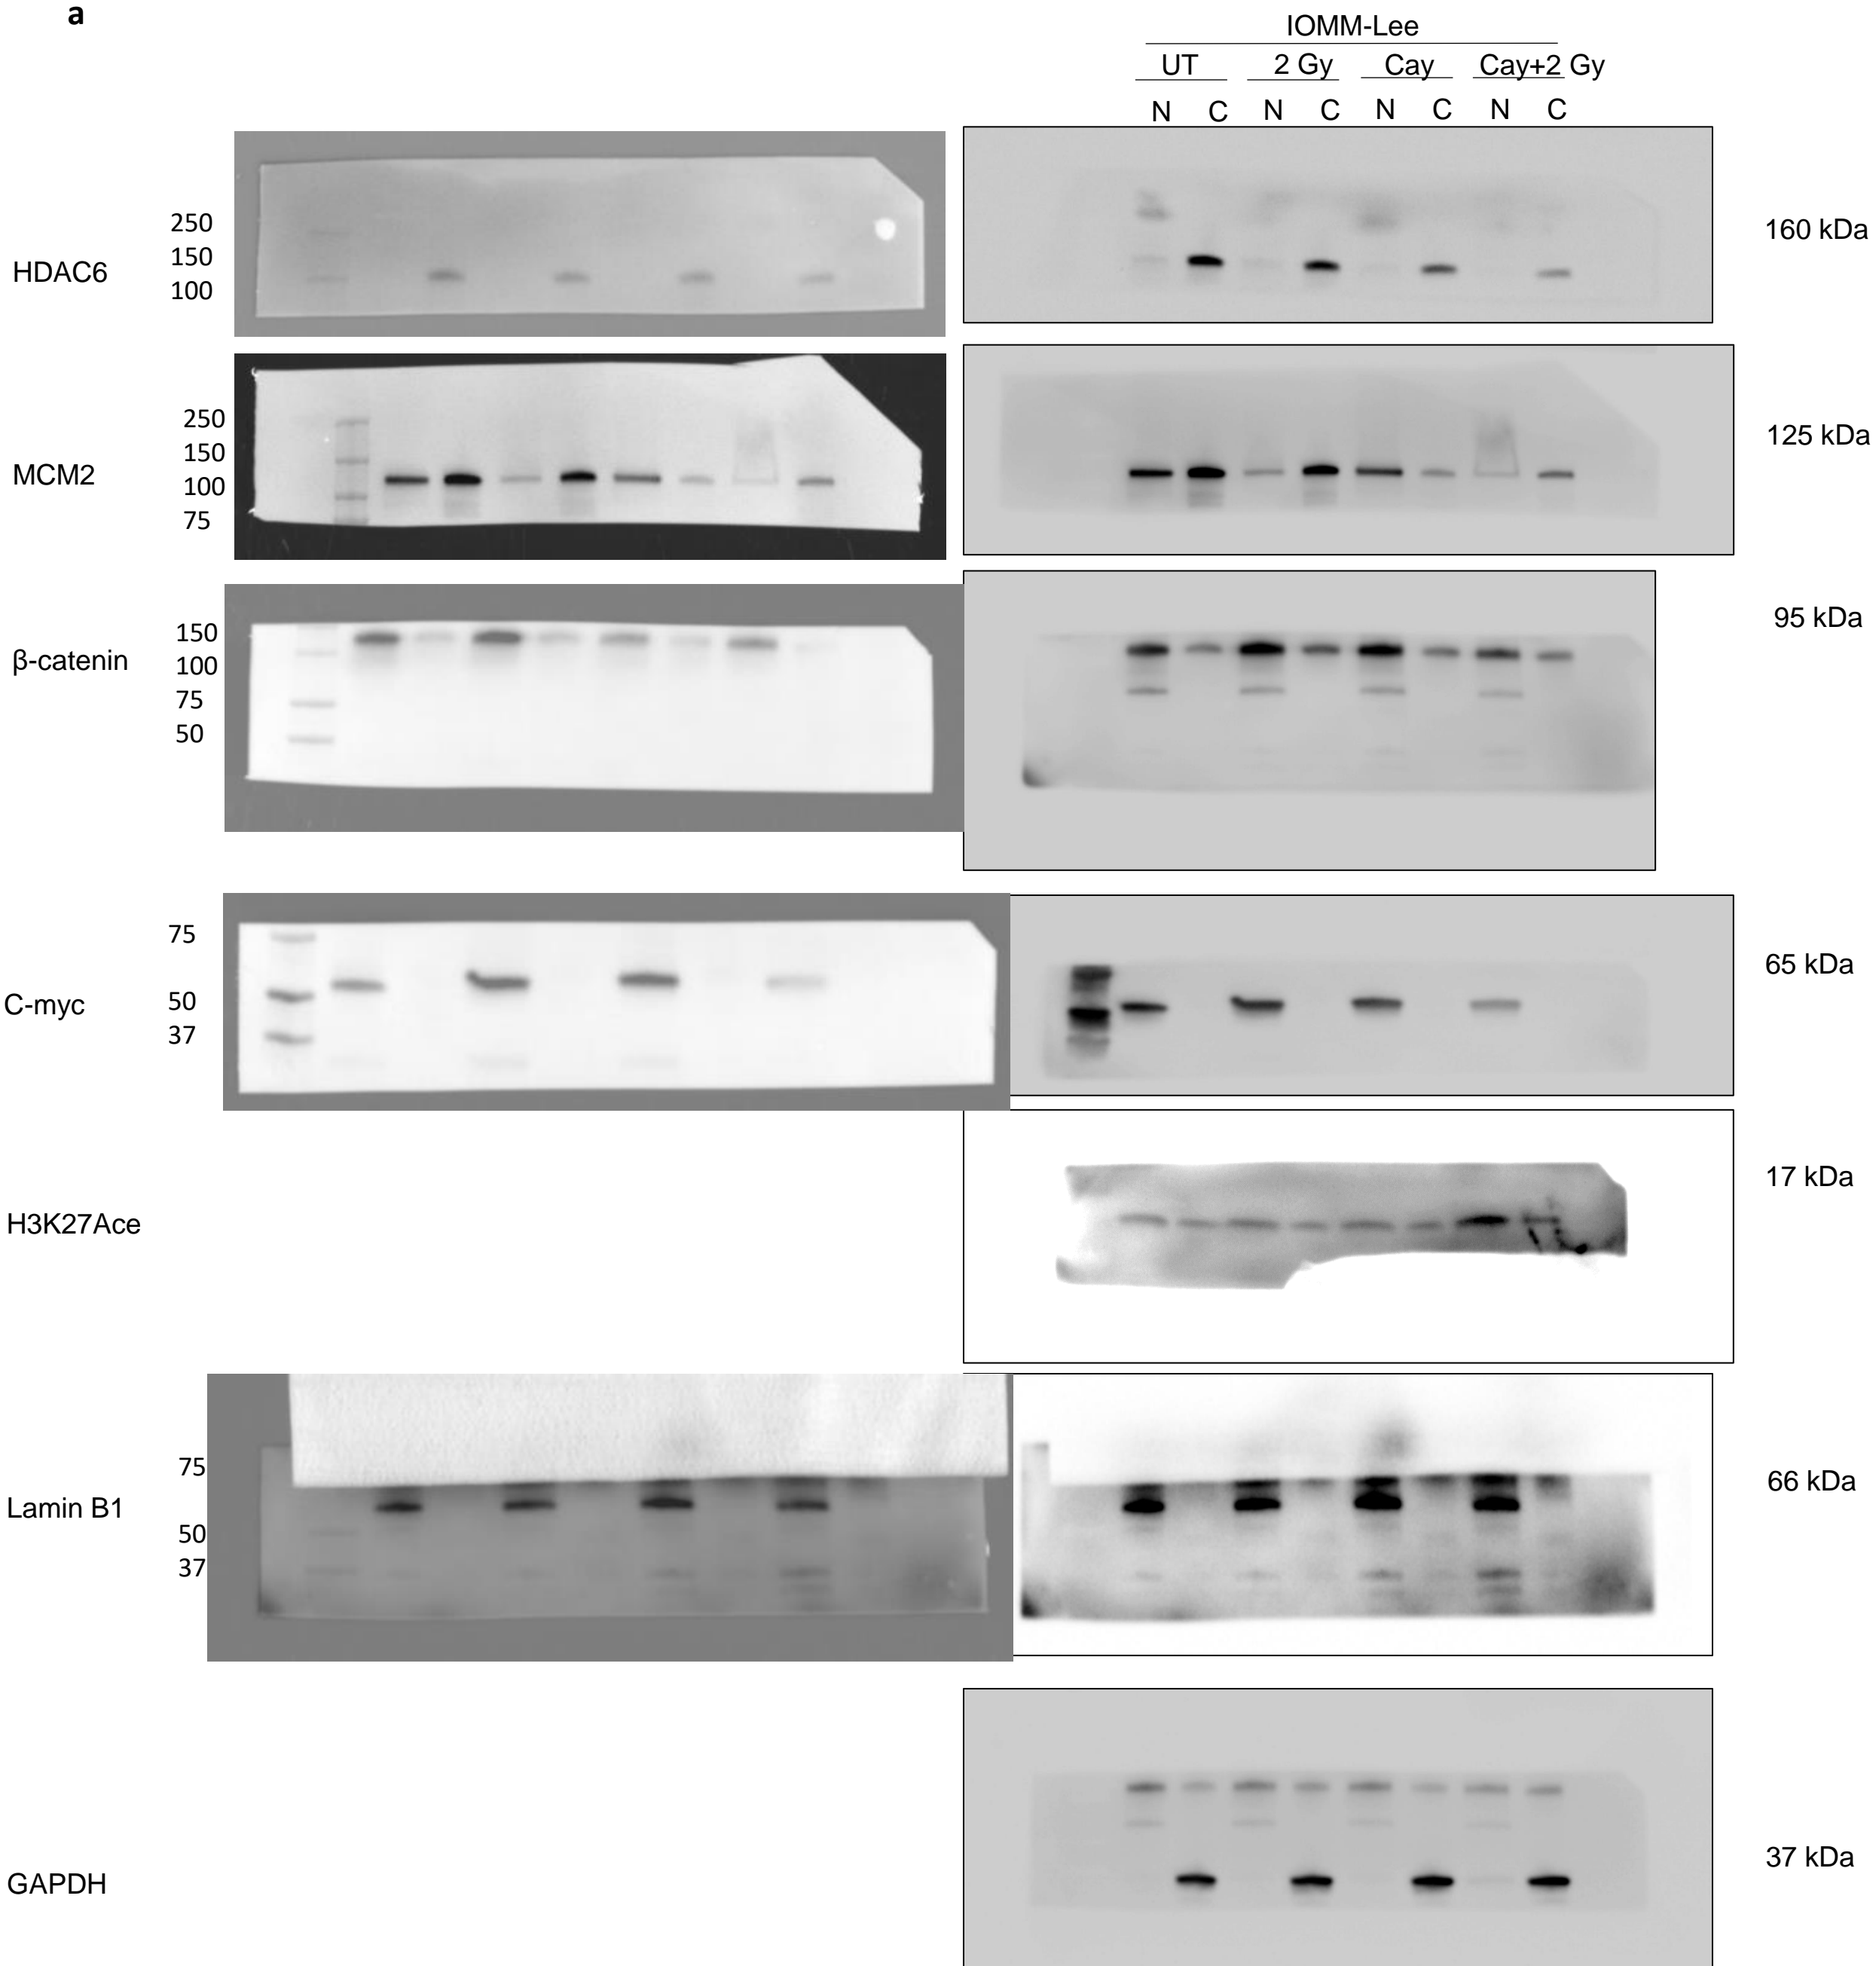 a
IOMM-Lee
UT 2 Gy Cay Cay+2 Gy
N C N C N C N C
HDAC6
250
150
100
160 kDa
MCM2
250
150
100
75
125 kDa
β-catenin
150
100
75
50
95 kDa
C-myc
75
50
37
65 kDa
H3K27Ace
17 kDa
Lamin B1
75
50
37
66 kDa
GAPDH
37 kDa